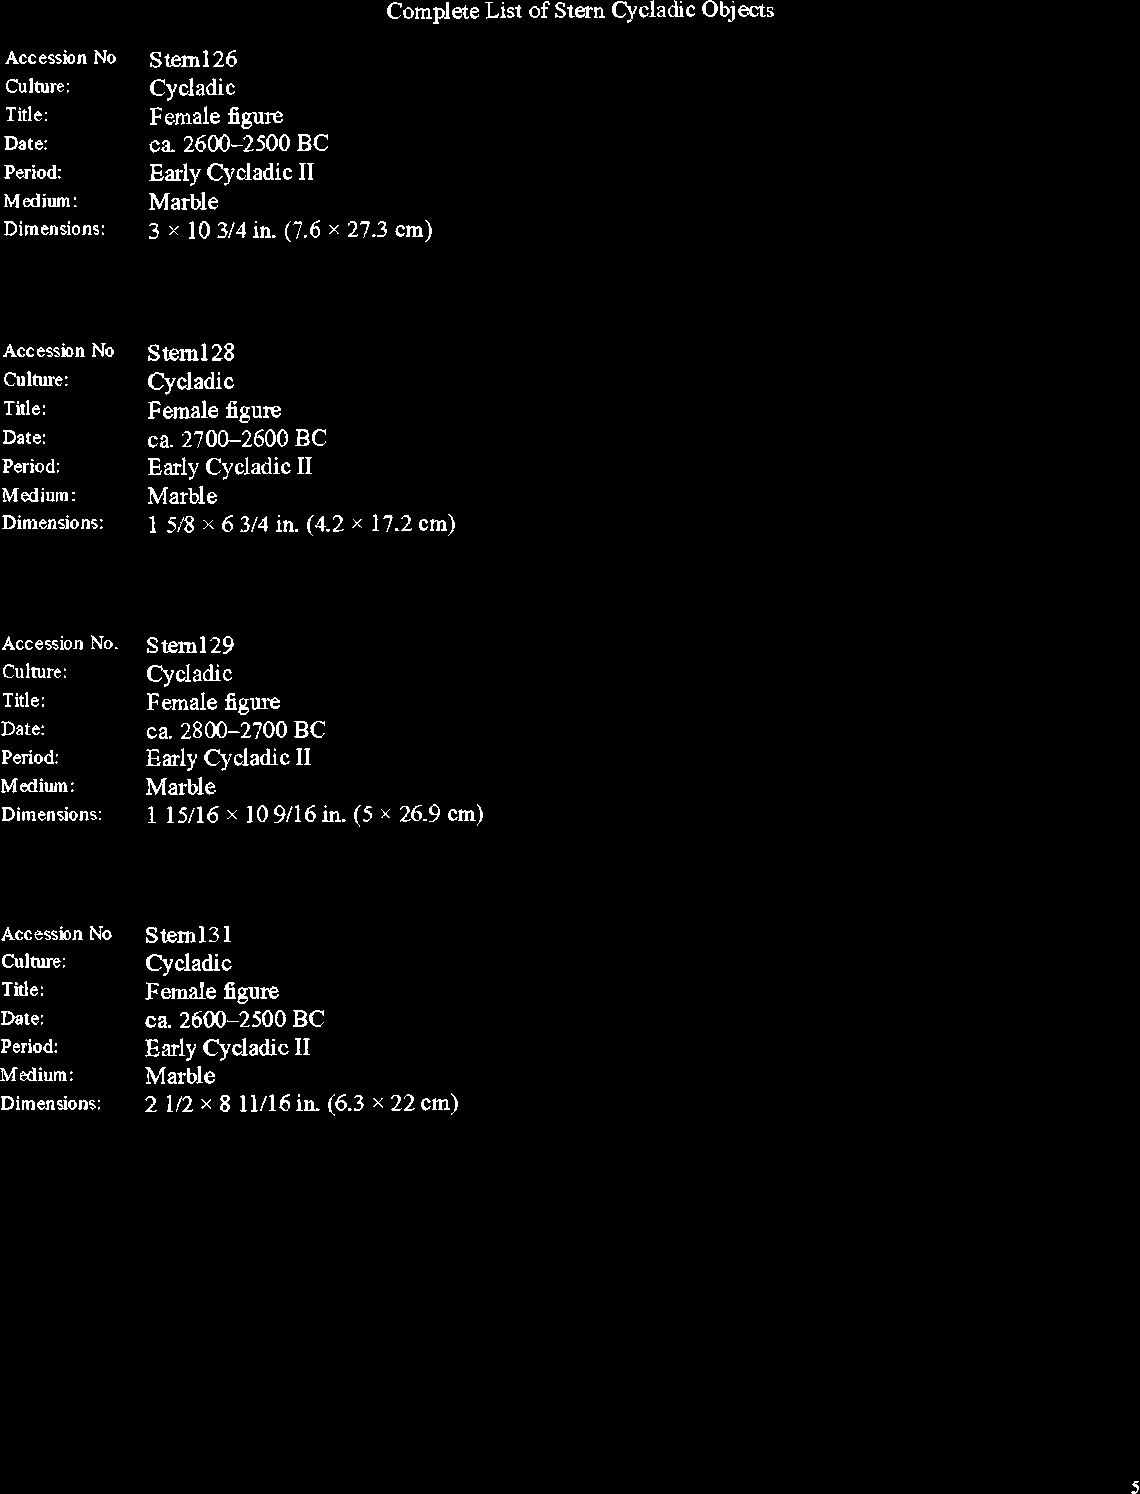 Complete List of Stern Cycladic Objects
Accession No Stern126
Culture: Cycladic
Title: Female figure
Date: ca. 2600–2500 BC
Period: Early Cycladic II
Medium: Marble
Dimensions: 3 × 10 3/4 in. (7.6 × 27.3 cm)
Accession No Stern128
Culture: Cycladic
Title: Female figure
Date: ca. 2700–2600 BC
Period: Early Cycladic II
Medium: Marble
Dimensions: 1 5/8 × 6 3/4 in. (4.2 × 17.2 cm)
Accession No. Stern129
Culture: Cycladic
Title: Female figure
Date: ca. 2800–2700 BC
Period: Early Cycladic II
Medium: Marble
Dimensions: 1 15/16 × 10 9/16 in. (5 × 26.9 cm)
Accession No Stern131
Culture: Cycladic
Title: Female figure
Date: ca. 2600–2500 BC
Period: Early Cycladic II
Medium: Marble
Dimensions: 2 1/2 × 8 11/16 in. (6.3 × 22 cm)
5